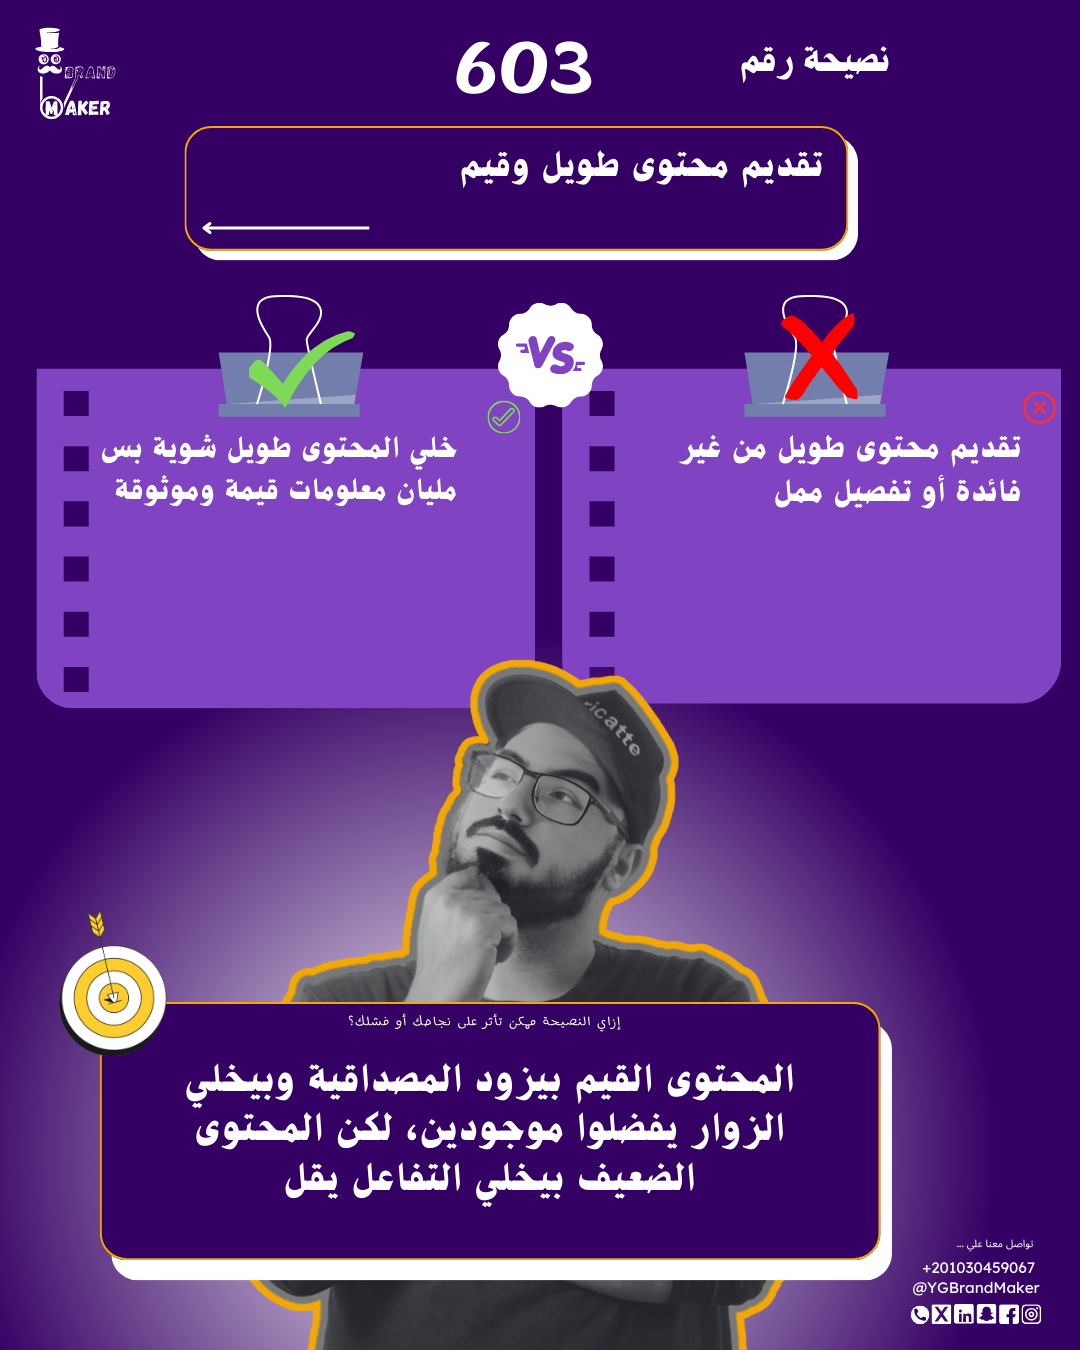 BRAND
MAKER
نصيحة رقم
603
تقديم محتوى طويل وقيم
VS
تقديم محتوى طويل من غير
فائدة أو تفصيل ممل
خلي المحتوى طويل شوية بس
مليان معلومات قيمة وموثوقة
icatte
إزاي النصيحة ممكن تأثر على نجاحك أو فشلك؟
المحتوى القيم بيزود المصداقية وبيخلي
الزوار يفضلوا موجودين، لكن المحتوى
الضعيف بيخلي التفاعل يقل
تواصل معنا علي ...
+201030459067
@YGBrandMaker